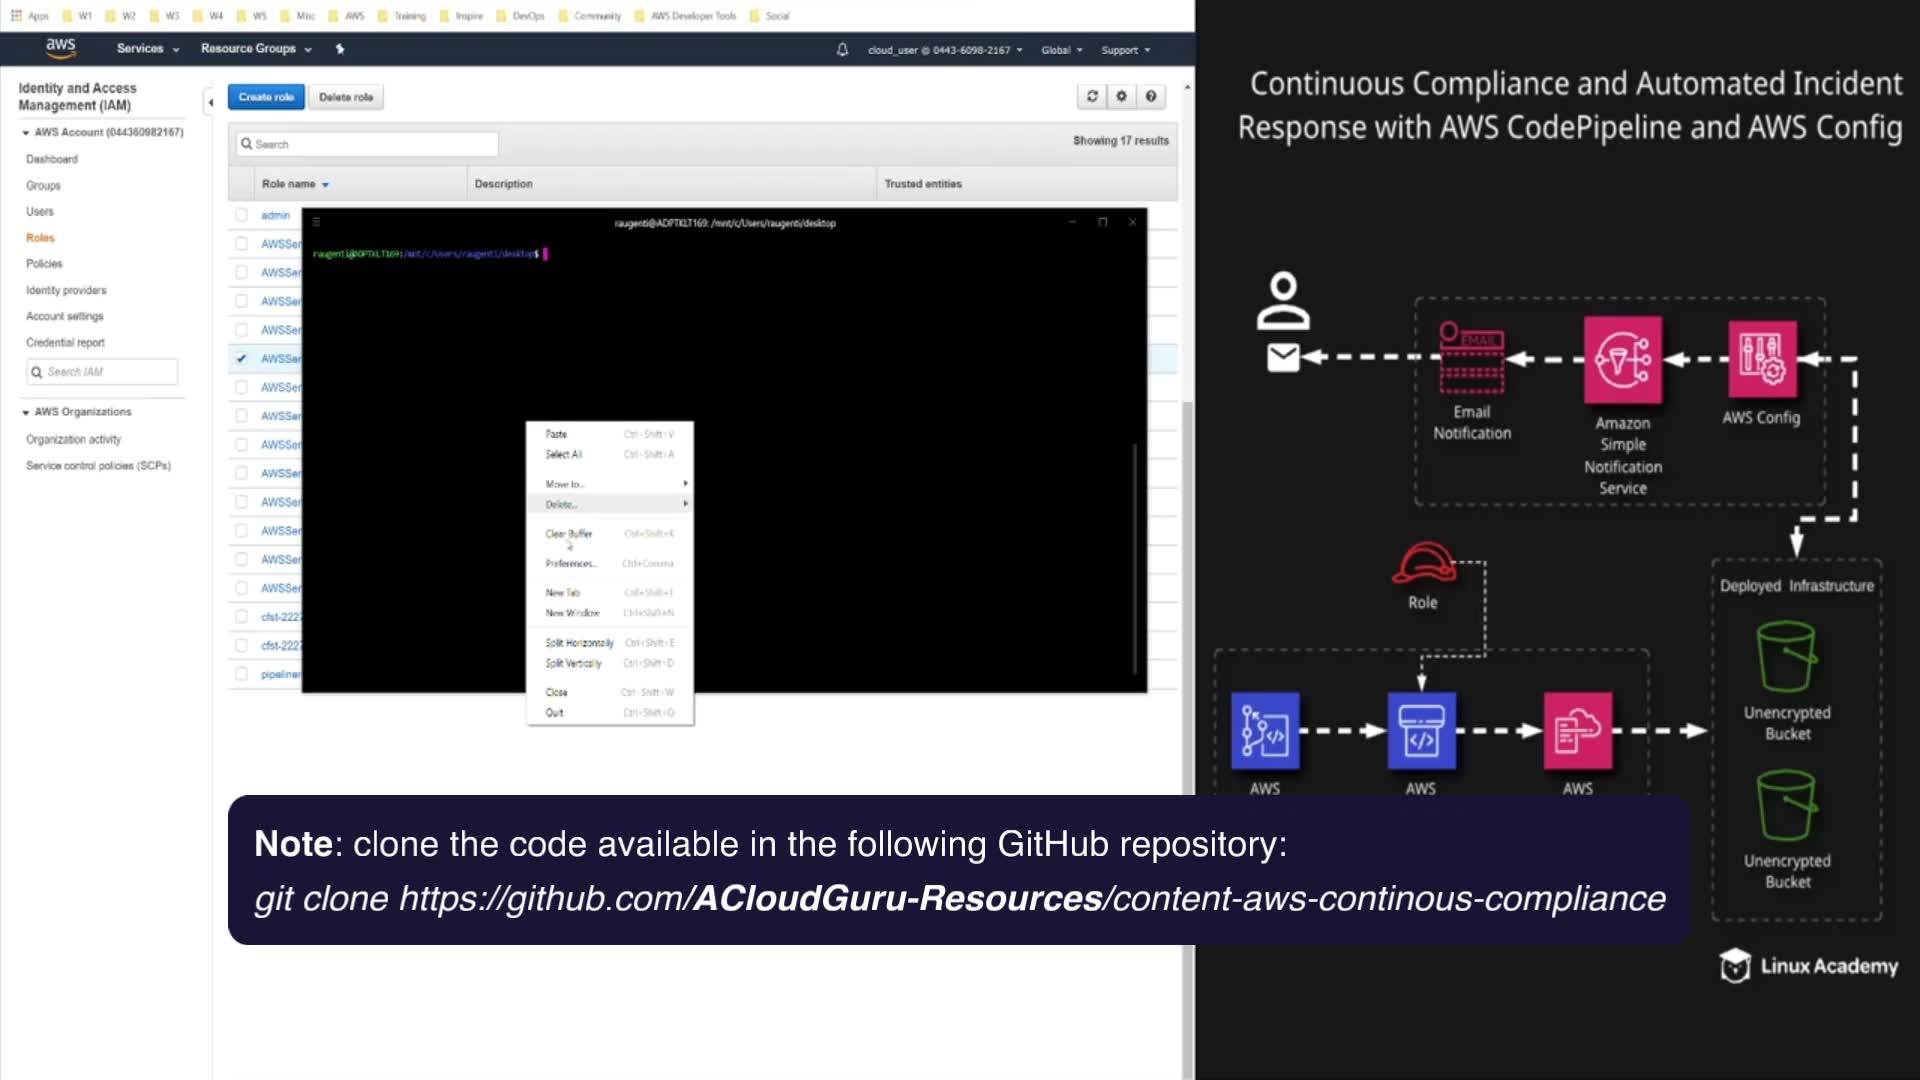 Apps W1 W2 W3 W4 W5 Misc AWS Training Inspire DevOps Community AWS Developer Tools Social
aws Services Resource Groups cloud_user @ 0443-6098-2167 Global Support
Identity and Access
Management (IAM)
AWS Account (044360982167)
Dashboard
Groups
Users
Roles
Policies
Identity providers
Account settings
Credential report
Search IAM
AWS Organizations
Organization activity
Service control policies (SCPs)
Create role Delete role
Search
Showing 17 results
Role name Description Trusted entities
admin
AWSSer
AWSSer
AWSSer
AWSSer
AWSSer
AWSSer
AWSSer
AWSSer
AWSSer
AWSSer
AWSSer
AWSSer
AWSSer
cfst-2227
cfst-2227
pipeliner
raugenti@ADPTKLT169: /mnt/c/Users/raugenti/desktop
raugenti@ADPTKLT169:/mnt/c/Users/raugenti/desktop$
Paste Ctrl+Shift+V
Select All Ctrl+Shift+A
Move to...
Delete...
Clear Buffer Ctrl+Shift+K
Preferences... Ctrl+Comma
New Tab Ctrl+Shift+T
New Window Ctrl+Shift+N
Split Horizontally Ctrl+Shift+E
Split Vertically Ctrl+Shift+D
Close Ctrl+Shift+W
Quit Ctrl+Shift+Q
Continuous Compliance and Automated Incident
Response with AWS CodePipeline and AWS Config
EMAIL
Email
Notification
Amazon
Simple
Notification
Service
AWS Config
Role
Deployed Infrastructure
Unencrypted
Bucket
Unencrypted
Bucket
AWS
AWS
AWS
Note: clone the code available in the following GitHub repository:
git clone https://github.com/ACloudGuru-Resources/content-aws-continous-compliance
Linux Academy